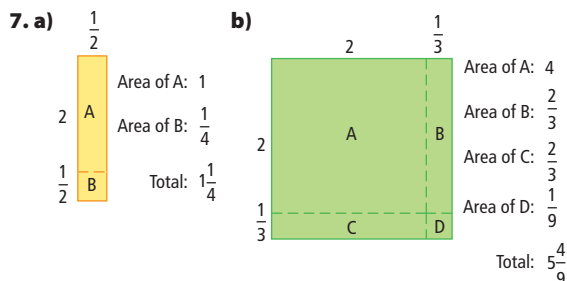 7. a)
1/2
2
A
1/2
B
Area of A: 1
Area of B: 1/4
Total: 1 1/4
b)
2
1/3
2
A
B
1/3
C
D
Area of A: 4
Area of B: 2/3
Area of C: 2/3
Area of D: 1/9
Total: 5 4/9